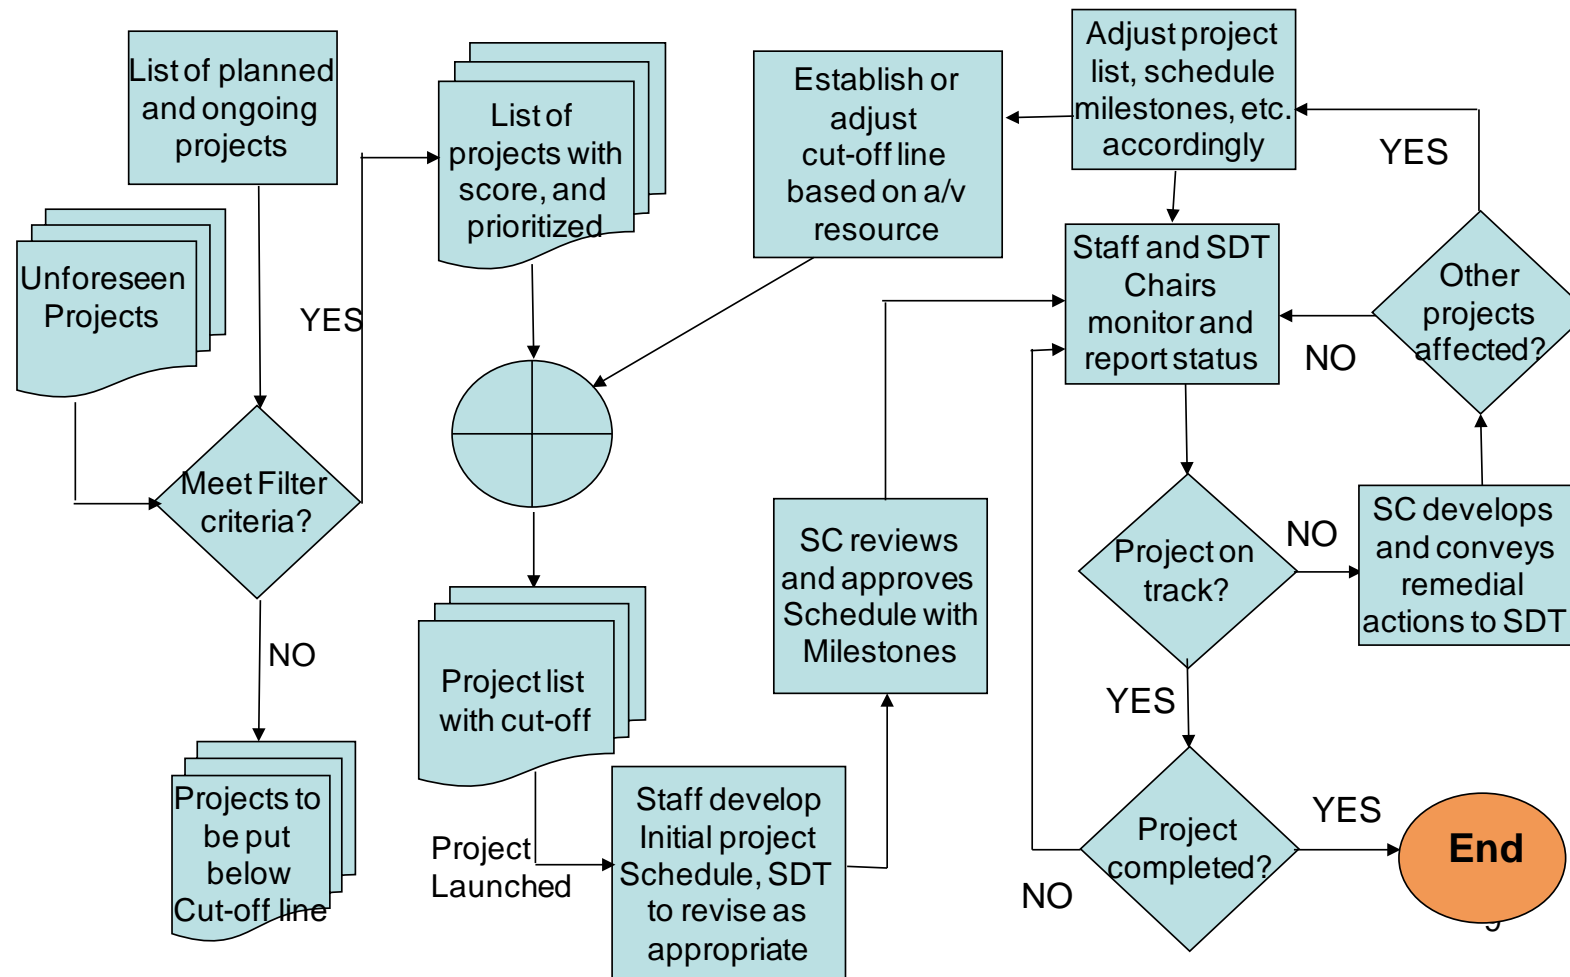 List of planned
and ongoing
projects
Unforeseen
Projects
Meet Filter
criteria?
YES
NO
Projects to
be put
below
Cut-off line
List of
projects with
score, and
prioritized
Project list
with cut-off
Project
Launched
Staff develop
Initial project
Schedule, SDT
to revise as
appropriate
Establish or
adjust
cut-off line
based on a/v
resource
SC reviews
and approves
Schedule with
Milestones
Adjust project
list, schedule
milestones, etc.
accordingly
Staff and SDT
Chairs
monitor and
report status
Project on
track?
NO
SC develops
and conveys
remedial
actions to SDT
Other
projects
affected?
YES
NO
YES
Project
completed?
NO
YES
End